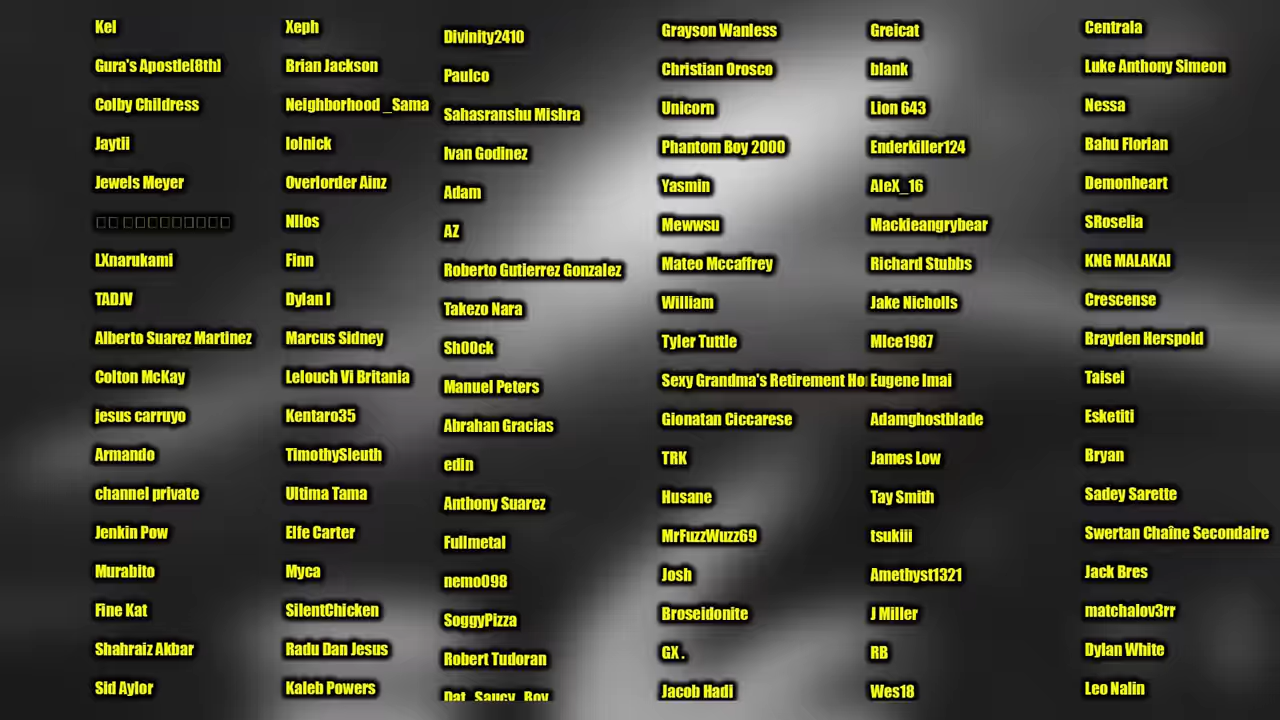 Kel
Gura's Apostle[8th]
Colby Childress
Jaytii
Jewels Meyer
LXnarukami
TADJV
Alberto Suarez Martinez
Colton McKay
jesus carruyo
Armando
channel private
Jenkin Pow
Murabito
Fine Kat
Shahraiz Akbar
Sid Aylor
Xeph
Brian Jackson
Neighborhood_Sama
lolnick
Overlorder Ainz
Nilos
Finn
Dylan I
Marcus Sidney
Lelouch Vi Britania
Kentaro35
TimothySleuth
Ultima Tama
Elfe Carter
Myca
SilentChicken
Radu Dan Jesus
Kaleb Powers
Divinity2410
Paulco
Sahasranshu Mishra
Ivan Godinez
Adam
AZ
Roberto Gutierrez Gonzalez
Takezo Nara
Sh00ck
Manuel Peters
Abrahan Gracias
edin
Anthony Suarez
Fullmetal
nemo098
SoggyPizza
Robert Tudoran
Dat_Saucy_Boy
Grayson Wanless
Christian Orosco
Unicorn
Phantom Boy 2000
Yasmin
Mewwsu
Mateo Mccaffrey
William
Tyler Tuttle
Sexy Grandma's Retirement Ho
Gionatan Ciccarese
TRK
Husane
MrFuzzWuzz69
Josh
Broseidonite
GX .
Jacob Hadi
Greicat
blank
Lion 643
Enderkiller124
AleX_16
Mackieangrybear
Richard Stubbs
Jake Nicholls
Mice1987
Eugene Imai
Adamghostblade
James Low
Tay Smith
tsukiii
Amethyst1321
J Miller
RB
Wes18
Centrala
Luke Anthony Simeon
Nessa
Bahu Florian
Demonheart
SRoselia
KNG MALAKAI
Crescense
Brayden Herspold
Taisei
Esketiti
Bryan
Sadey Sarette
Swertan Chaîne Secondaire
Jack Bres
matchalov3rr
Dylan White
Leo Nalin